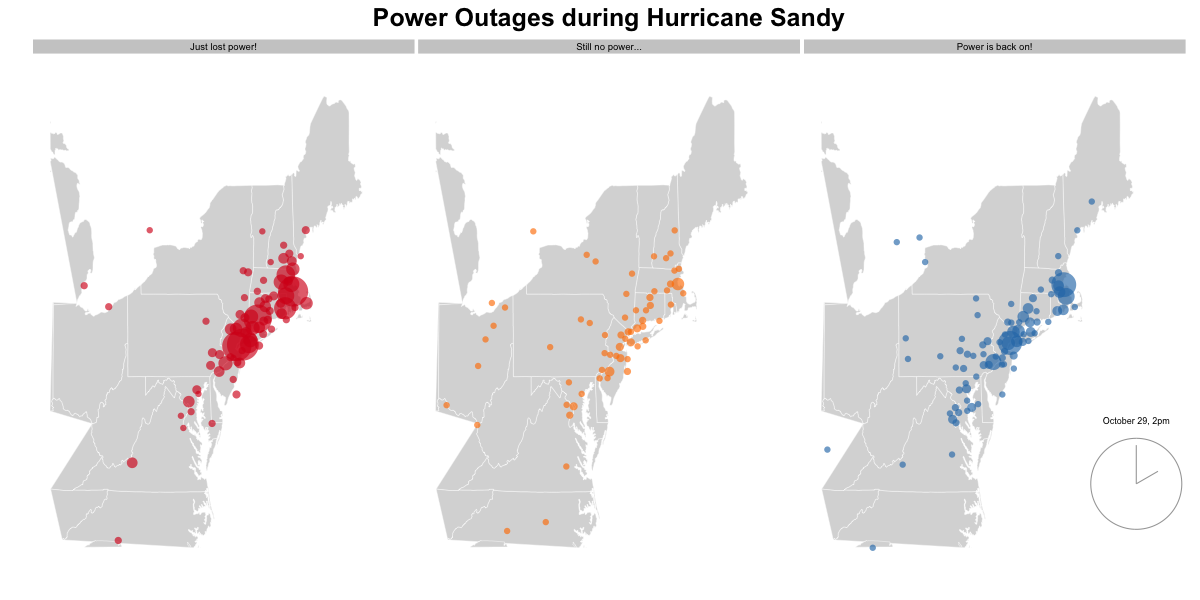 Power Outages during Hurricane Sandy
Just lost power!
Still no power...
Power is back on!
October 29, 2pm